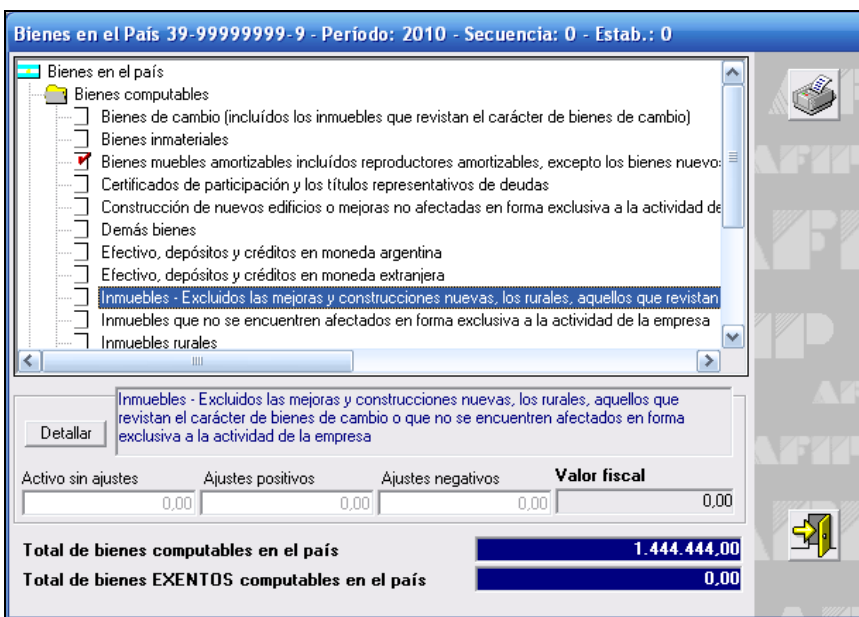 Bienes en el País 39-99999999-9 - Período: 2010 - Secuencia: 0 - Estab.: 0
Bienes en el país
Bienes computables
Bienes de cambio (incluídos los inmuebles que revistan el carácter de bienes de cambio)
Bienes inmateriales
Bienes muebles amortizables incluídos reproductores amortizables, excepto los bienes nuevo
Certificados de participación y los títulos representativos de deudas
Construcción de nuevos edificios o mejoras no afectadas en forma exclusiva a la actividad de
Demás bienes
Efectivo, depósitos y créditos en moneda argentina
Efectivo, depósitos y créditos en moneda extranjera
Inmuebles - Excluidos las mejoras y construcciones nuevas, los rurales, aquellos que revistan
Inmuebles que no se encuentren afectados en forma exclusiva a la actividad de la empresa
Inmuebles rurales
Detallar
Inmuebles - Excluidos las mejoras y construcciones nuevas, los rurales, aquellos que
revistan el carácter de bienes de cambio o que no se encuentren afectados en forma
exclusiva a la actividad de la empresa
Activo sin ajustes Ajustes positivos Ajustes negativos Valor fiscal
0,00 0,00 0,00 0,00
Total de bienes computables en el país 1.444.444,00
Total de bienes EXENTOS computables en el país 0,00
AFIP